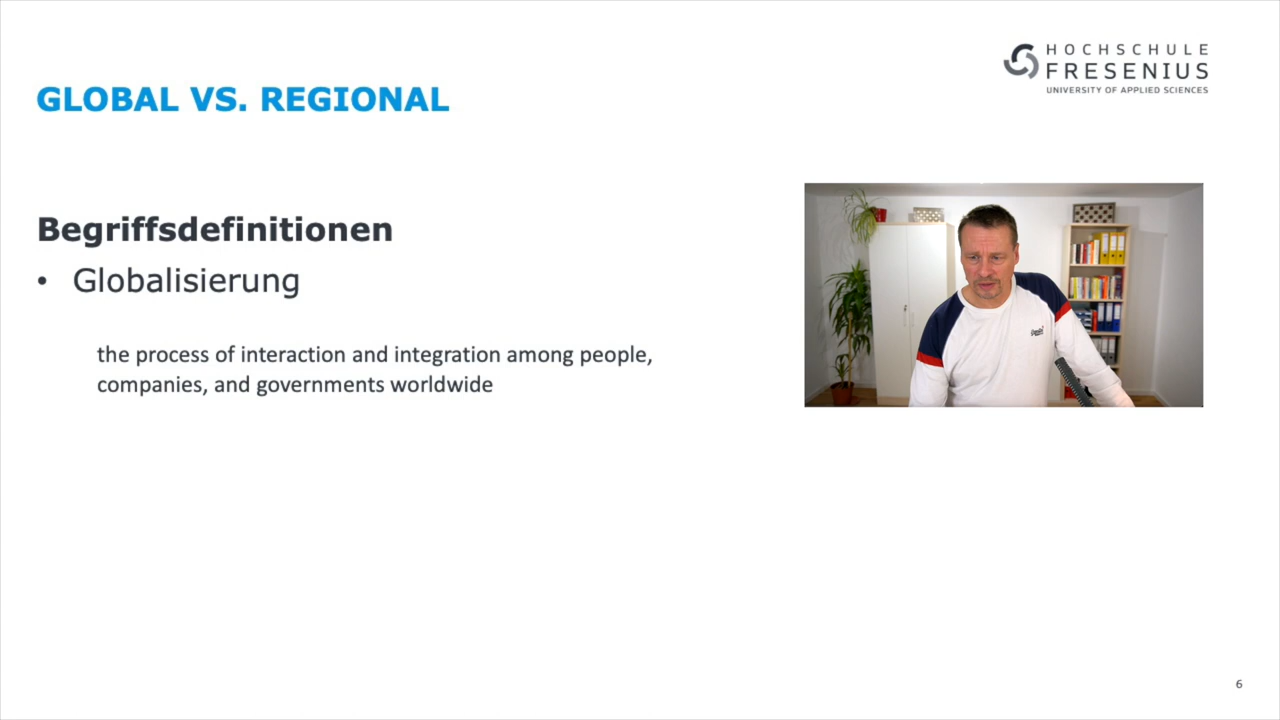 HOCHSCHULE
FRESENIUS
UNIVERSITY OF APPLIED SCIENCES
GLOBAL VS. REGIONAL
Begriffsdefinitionen
• Globalisierung
the process of interaction and integration among people,
companies, and governments worldwide
6